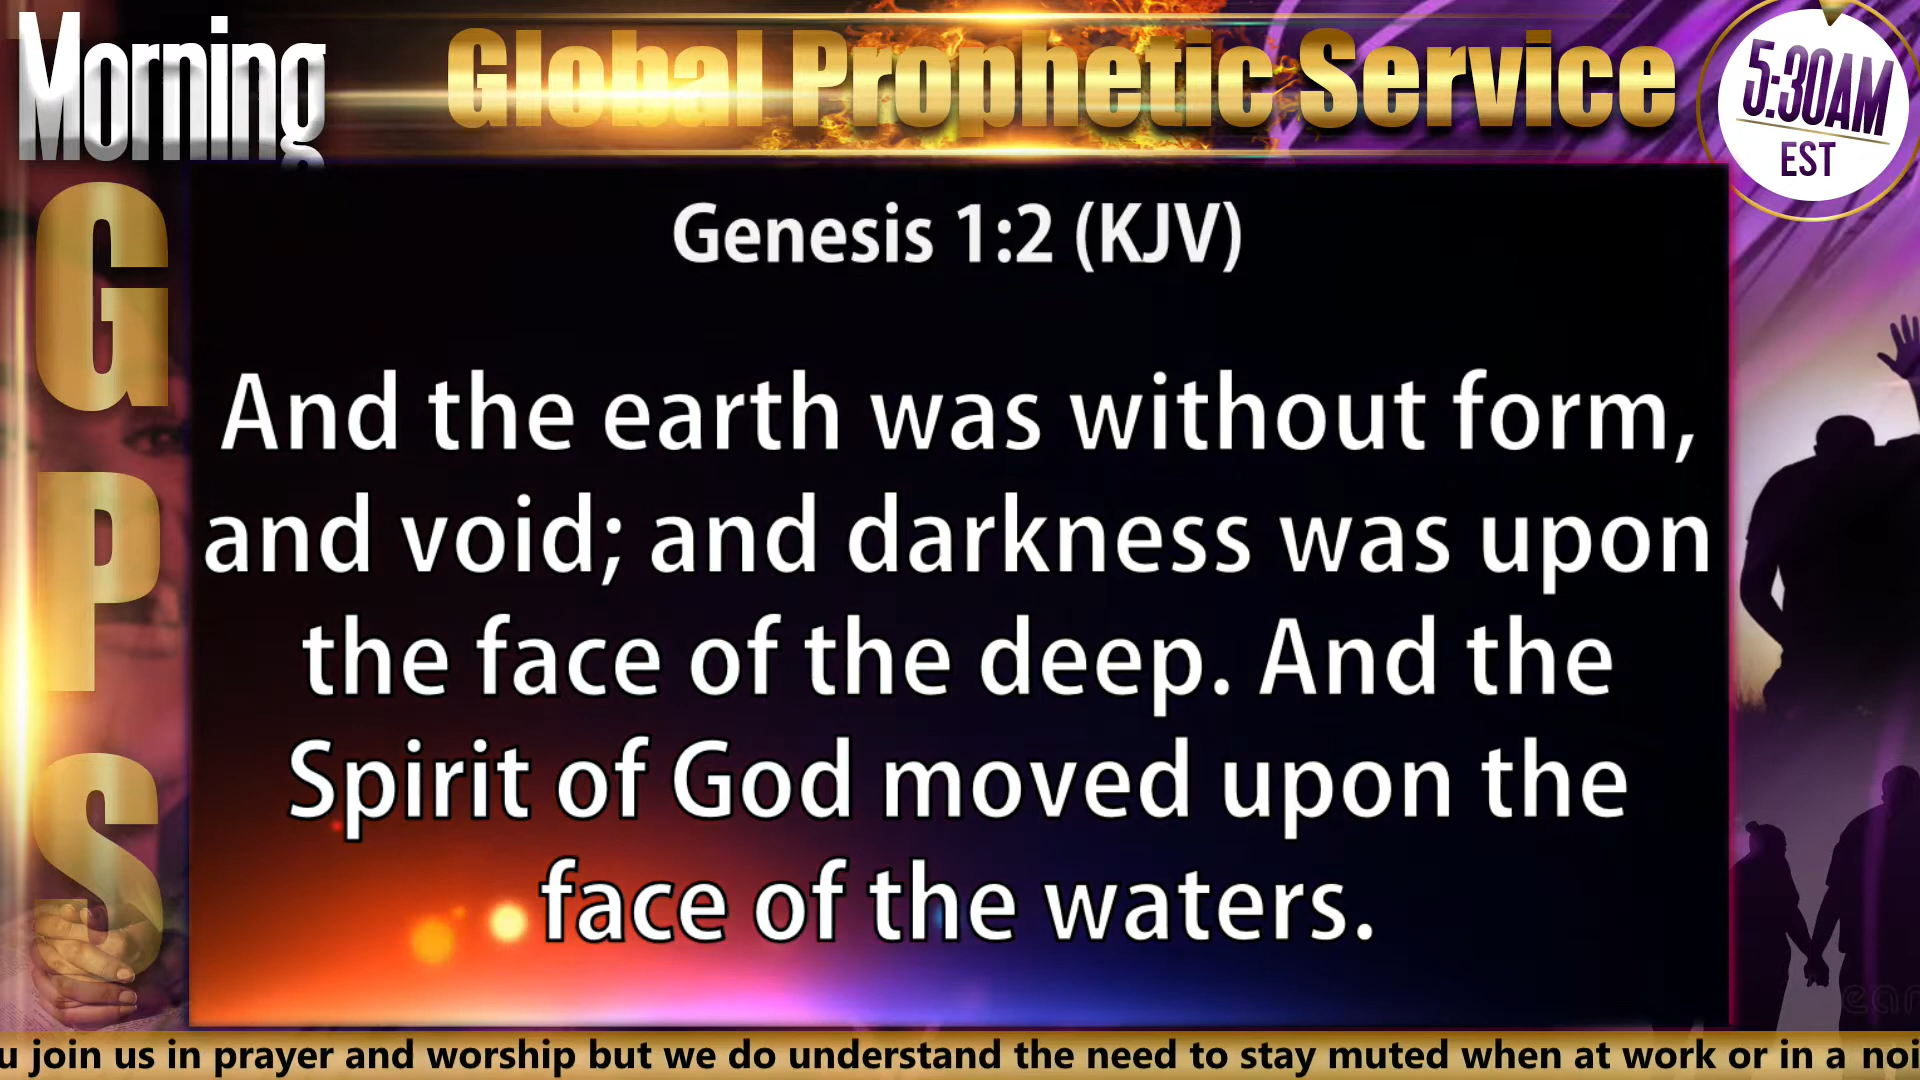 Morning
Global Prophetic Service
5:30AM
EST
G
P
S
Genesis 1:2 (KJV)
And the earth was without form,
and void; and darkness was upon
the face of the deep. And the
Spirit of God moved upon the
face of the waters.
join us in prayer and worship but we do understand the need to stay muted when at work or in a